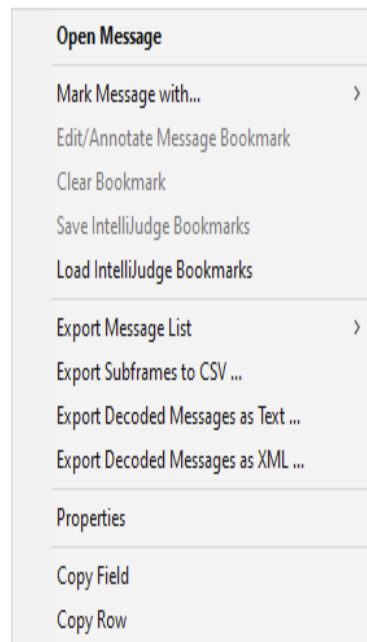 Open Message
Mark Message with...
Edit/Annotate Message Bookmark
Clear Bookmark
Save IntelliJudge Bookmarks
Load IntelliJudge Bookmarks
Export Message List
Export Subframes to CSV ...
Export Decoded Messages as Text ...
Export Decoded Messages as XML ...
Properties
Copy Field
Copy Row